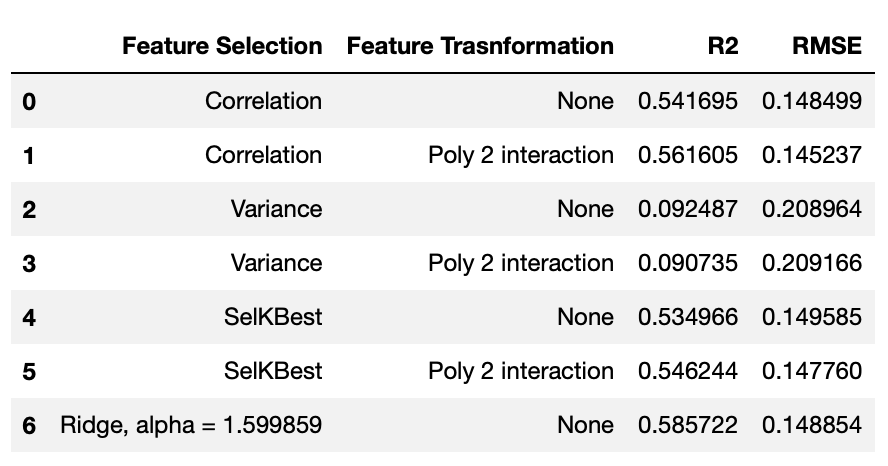 Feature Selection Feature Trasnformation R2 RMSE
0 Correlation None 0.541695 0.148499
1 Correlation Poly 2 interaction 0.561605 0.145237
2 Variance None 0.092487 0.208964
3 Variance Poly 2 interaction 0.090735 0.209166
4 SelKBest None 0.534966 0.149585
5 SelKBest Poly 2 interaction 0.546244 0.147760
6 Ridge, alpha = 1.599859 None 0.585722 0.148854